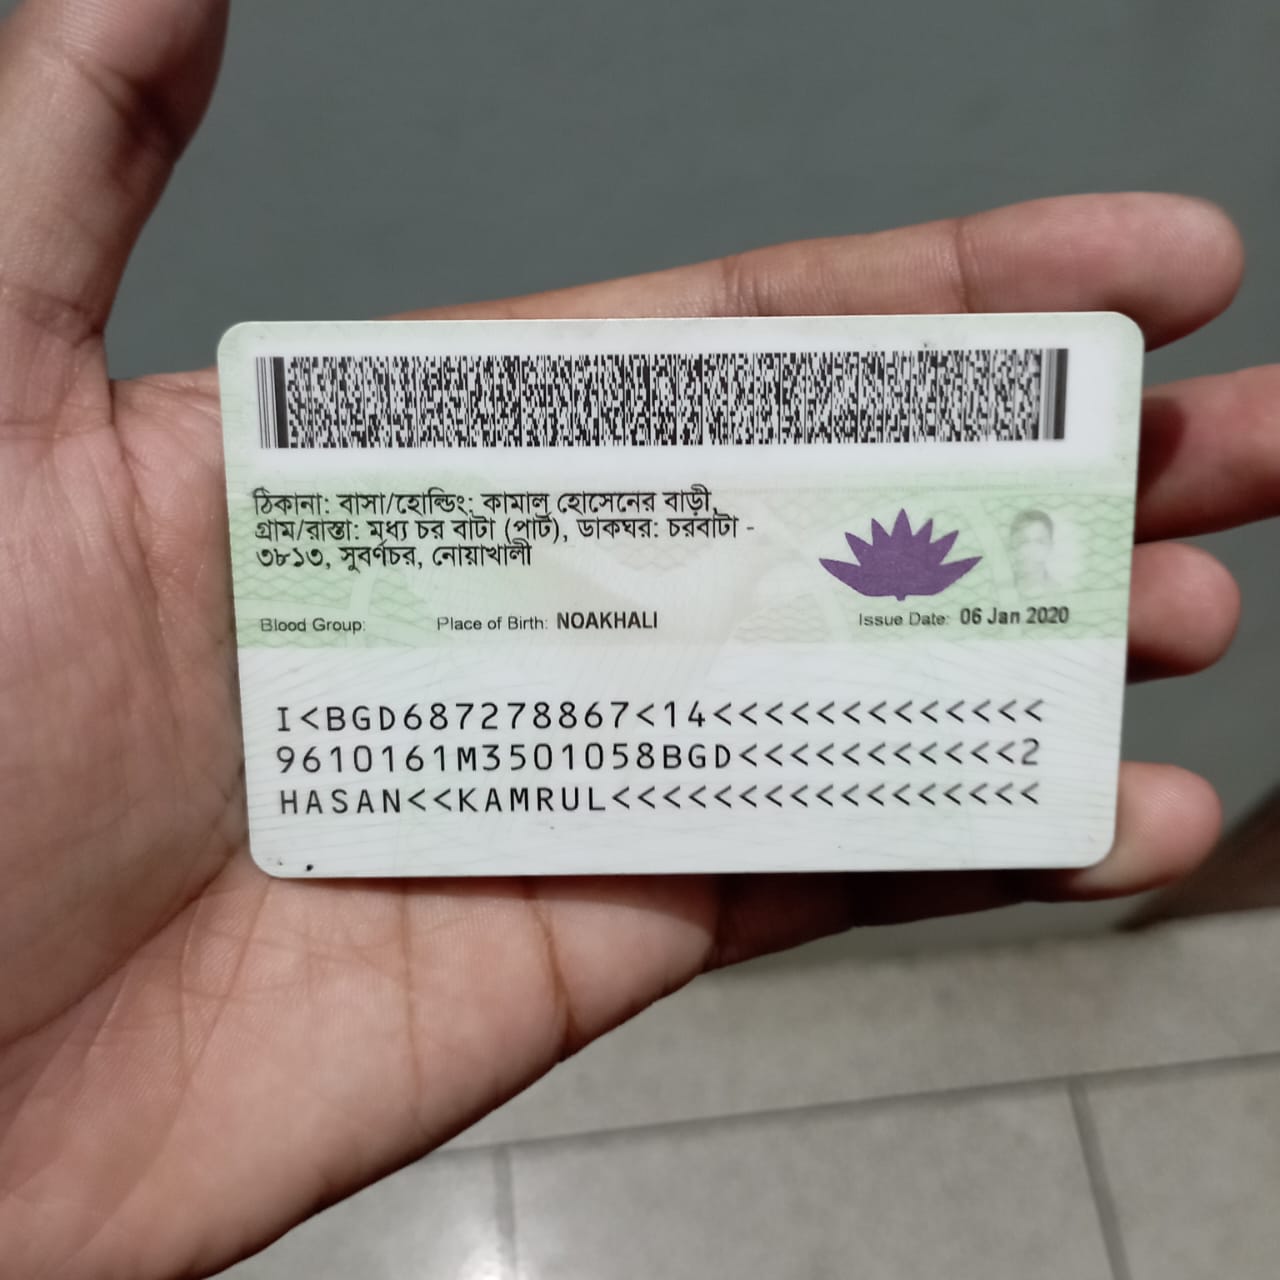 ঠিকানা: বাসা/হোল্ডিং: কামাল হোসেনের বাড়ী,
গ্রাম/রাস্তা: মধ্য চর বাটা (পার্ট), ডাকঘর: চরবাটা -
৩৮১৩, সুবর্ণচর, নোয়াখালী
Blood Group: Place of Birth: NOAKHALI Issue Date: 06 Jan 2020
I<BGD687278867<14<<<<<<<<<<<<<
9610161M3501058BGD<<<<<<<<<<<2
HASAN<<KAMRUL<<<<<<<<<<<<<<<<<